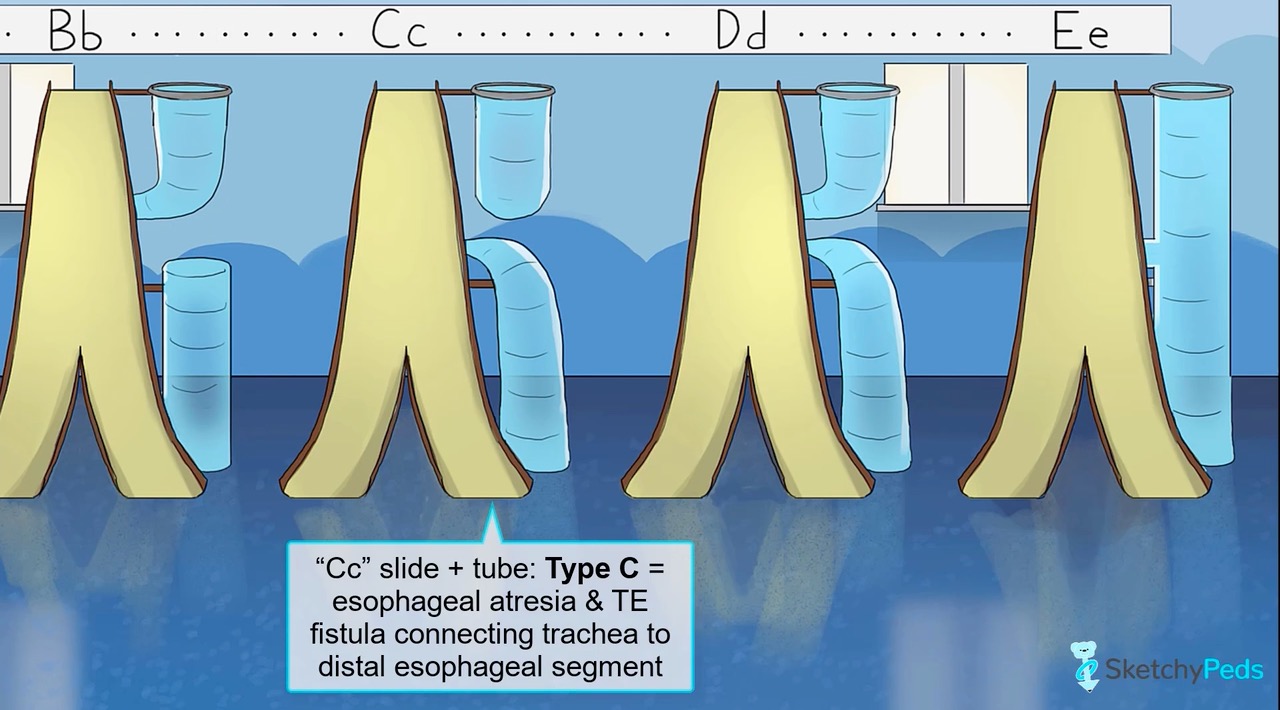 . Bb . . . . . . . . . . Cc . . . . . . . . . . Dd . . . . . . . . . . Ee
“Cc” slide + tube: Type C =
esophageal atresia & TE
fistula connecting trachea to
distal esophageal segment
SketchyPeds